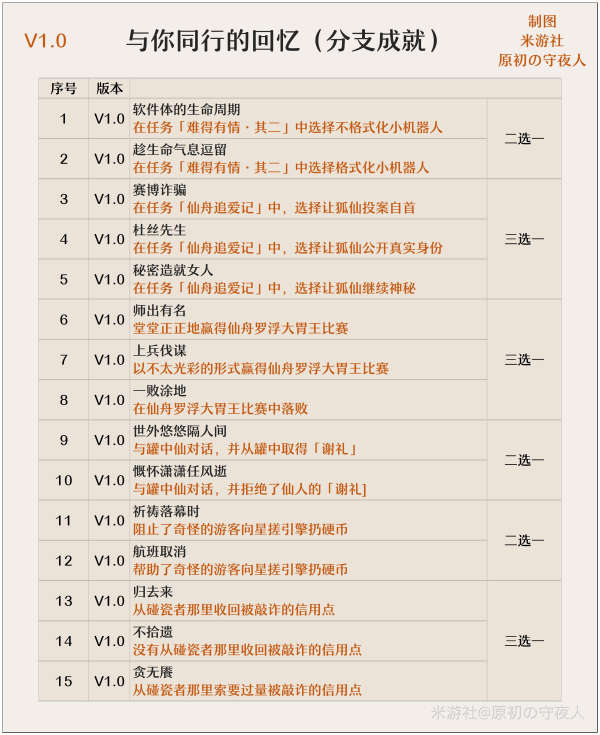 V1.0
与你同行的回忆（分支成就）
制图
米游社
原初の守夜人
序号 版本
1 V1.0 软件体的生命周期
在任务「难得有情·其二」中选择不格式化小机器人
2 V1.0 趁生命气息逗留
在任务「难得有情·其二」中选择格式化小机器人
二选一
3 V1.0 赛博诈骗
在任务「仙舟追爱记」中，选择让狐仙投案自首
4 V1.0 杜丝先生
在任务「仙舟追爱记」中，选择让狐仙公开真实身份
5 V1.0 秘密造就女人
在任务「仙舟追爱记」中，选择让狐仙继续神秘
三选一
6 V1.0 师出有名
堂堂正正地赢得仙舟罗浮大胃王比赛
7 V1.0 上兵伐谋
以不太光彩的形式赢得仙舟罗浮大胃王比赛
8 V1.0 一败涂地
在仙舟罗浮大胃王比赛中落败
三选一
9 V1.0 世外悠悠隔人间
与罐中仙对话，并从罐中取得「谢礼」
10 V1.0 慨怀潇潇任风逝
与罐中仙对话，并拒绝了仙人的「谢礼]
二选一
11 V1.0 祈祷落幕时
阻止了奇怪的游客向星搓引擎扔硬币
12 V1.0 航班取消
帮助了奇怪的游客向星搓引擎扔硬币
二选一
13 V1.0 归去来
从碰瓷者那里收回被敲诈的信用点
14 V1.0 不拾遗
没有从碰瓷者那里收回被敲诈的信用点
15 V1.0 贪无餍
从碰瓷者那里索要过量被敲诈的信用点
三选一
米游社@原初の守夜人